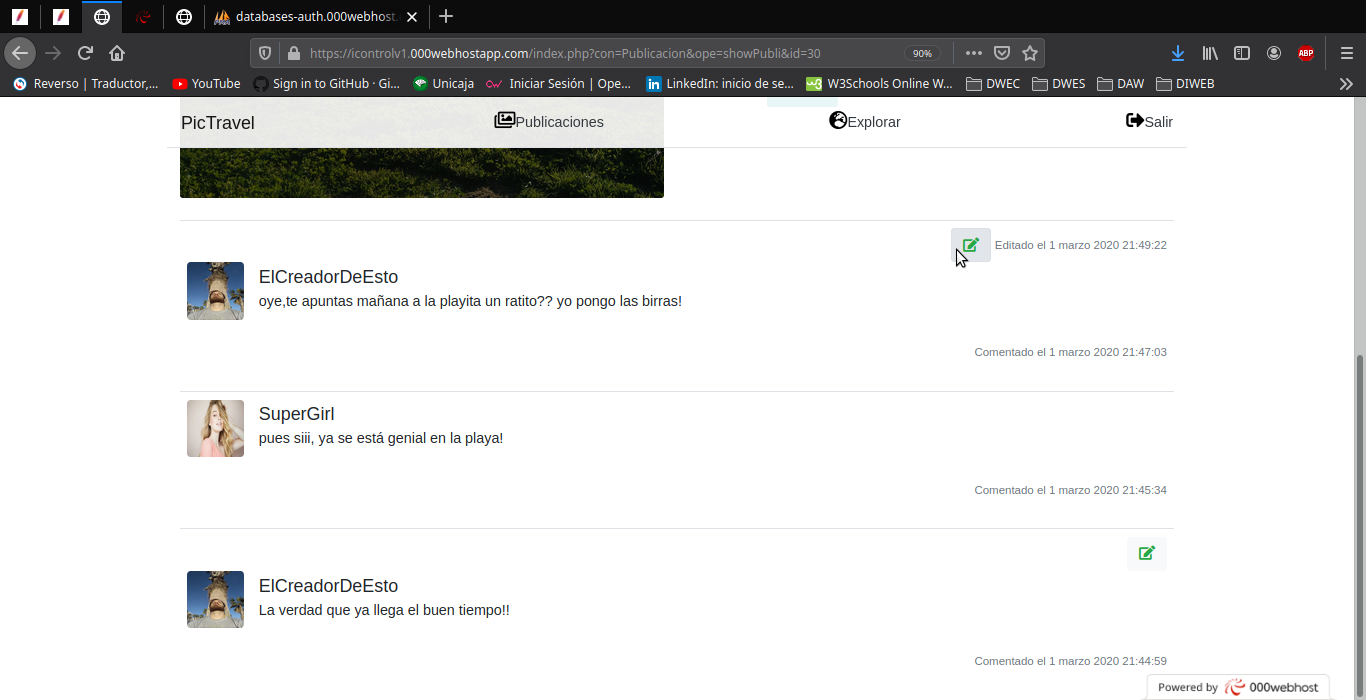 databases-auth.000webhost.
https://icontrolv1.000webhostapp.com/index.php?con=Publicacion&ope=showPubli&id=30
90%
ABP
Reverso | Traductor,...
YouTube
Sign in to GitHub · Gi...
Unicaja
Iniciar Sesión | Ope...
LinkedIn: inicio de se...
W3Schools Online W...
DWEC
DWES
DAW
DIWEB
PicTravel
Publicaciones
Explorar
Salir
Editado el 1 marzo 2020 21:49:22
ElCreadorDeEsto
oye,te apuntas mañana a la playita un ratito?? yo pongo las birras!
Comentado el 1 marzo 2020 21:47:03
SuperGirl
pues siii, ya se está genial en la playa!
Comentado el 1 marzo 2020 21:45:34
ElCreadorDeEsto
La verdad que ya llega el buen tiempo!!
Comentado el 1 marzo 2020 21:44:59
Powered by 000webhost